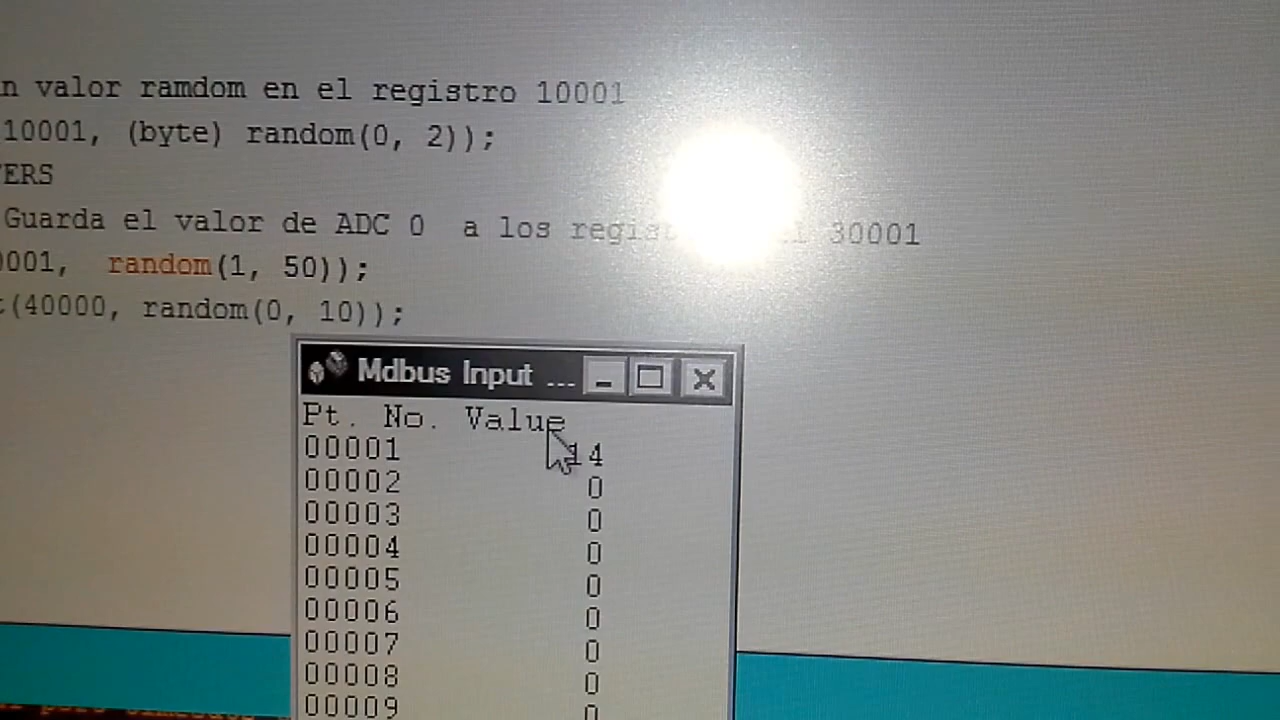 n valor ramdom en el registro 10001
10001, (byte) random(0, 2));
ERS
Guarda el valor de ADC 0 a los 30001
0001, random(1, 50));
(40000, random(0, 10));
Mdbus Input ...
Pt. No. Value
00001 14
00002 0
00003 0
00004 0
00005 0
00006 0
00007 0
00008 0
00009 0